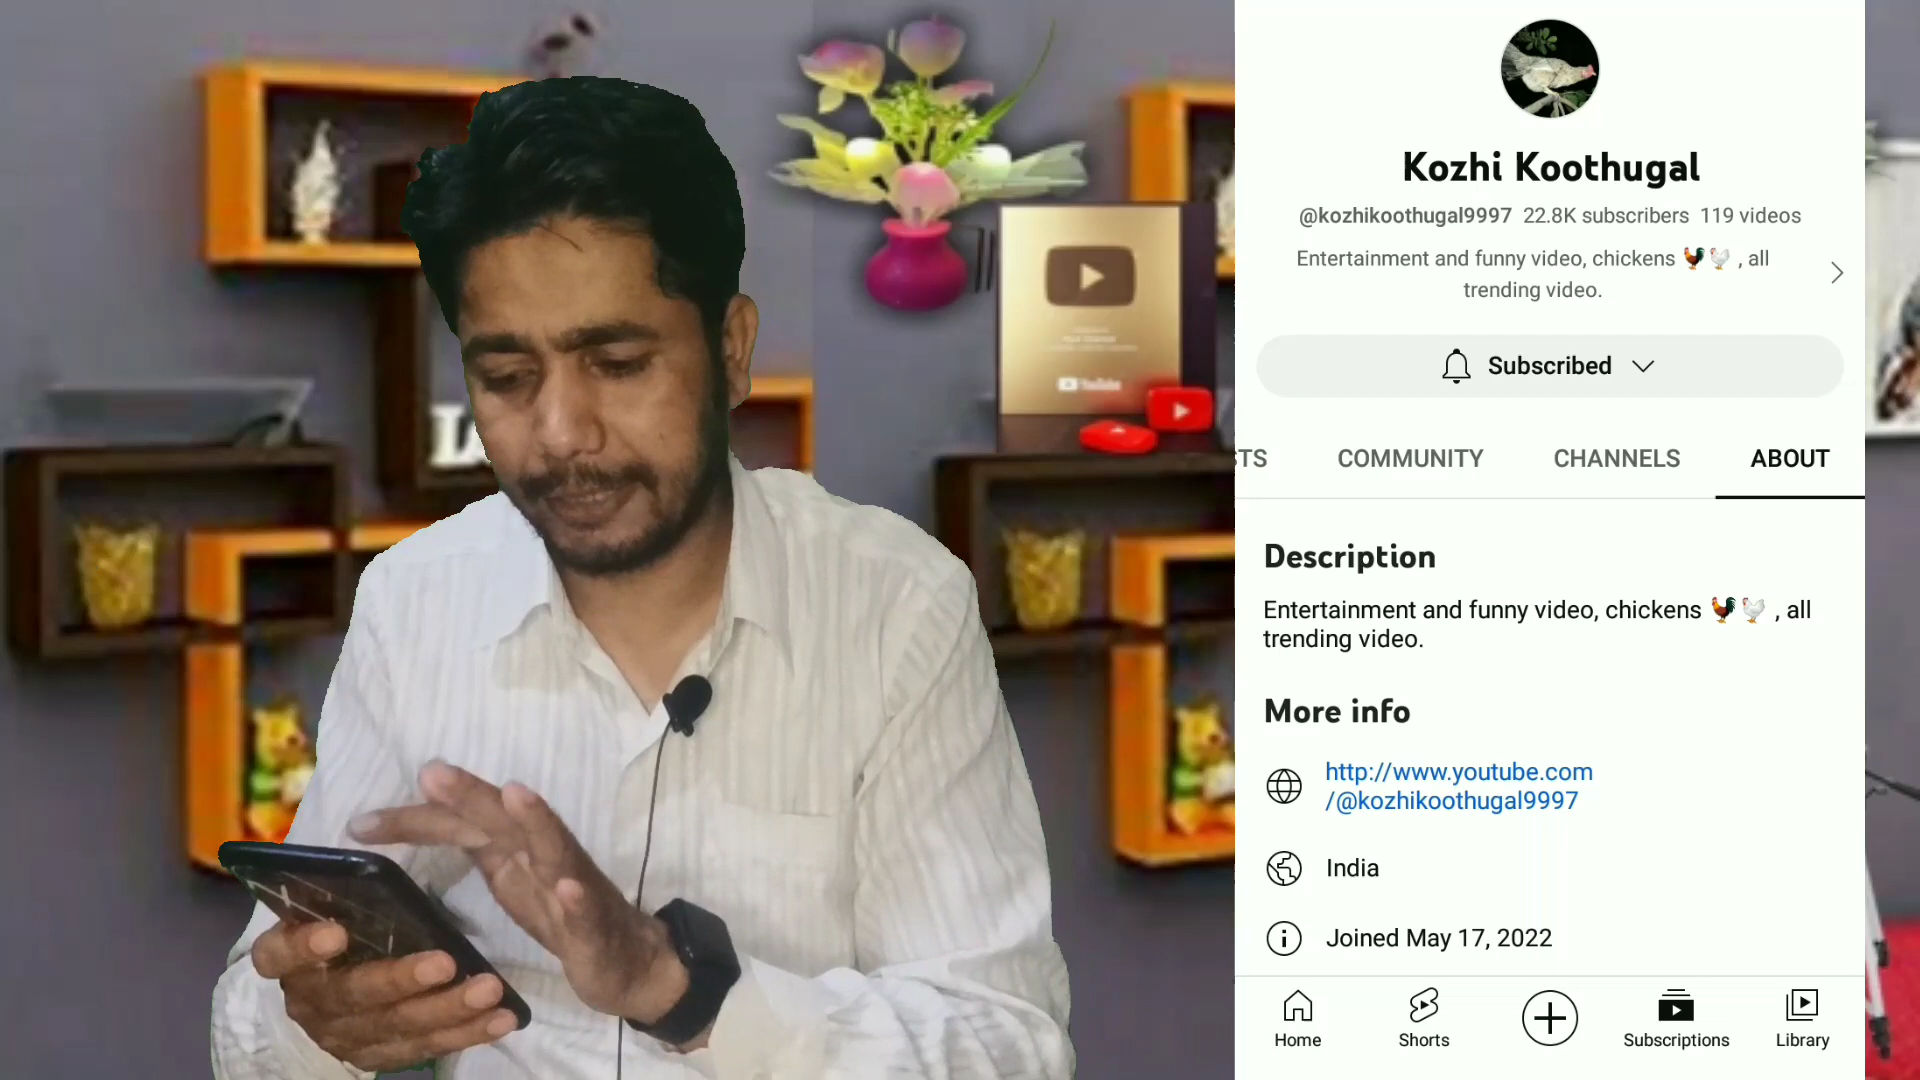 Kozhi Koothugal
@kozhikoothugal9997 22.8K subscribers 119 videos
Entertainment and funny video, chickens 🐓🐔 , all
trending video.
Subscribed
TS COMMUNITY CHANNELS ABOUT
Description
Entertainment and funny video, chickens 🐓🐔 , all
trending video.
More info
http://www.youtube.com
/@kozhikoothugal9997
India
Joined May 17, 2022
Home Shorts Subscriptions Library
YouTube